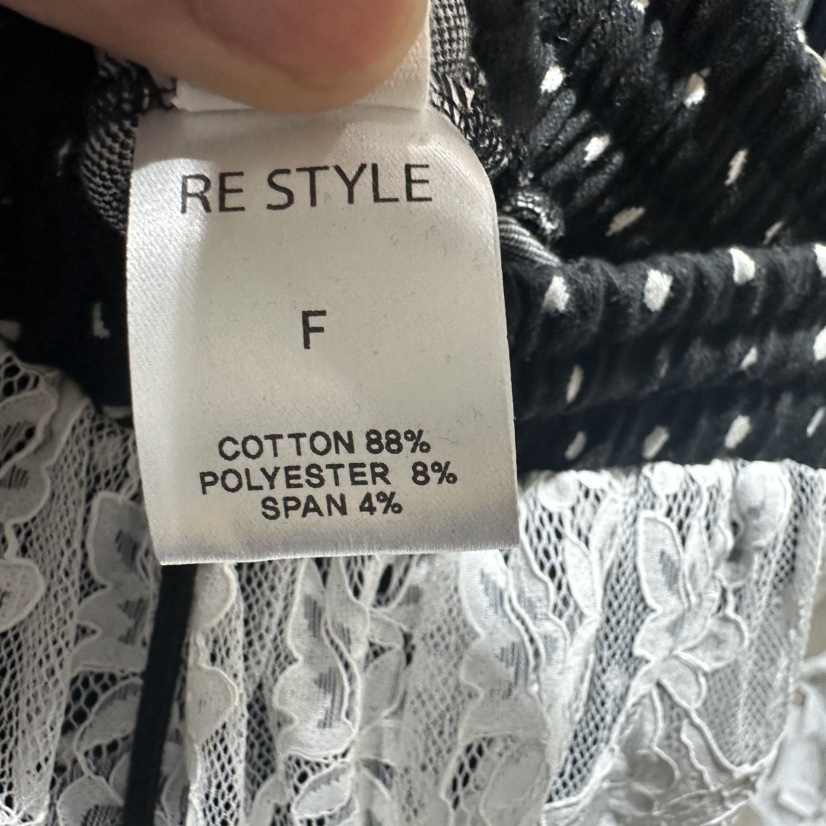 RE STYLE
F
COTTON 88%
POLYESTER 8%
SPAN 4%